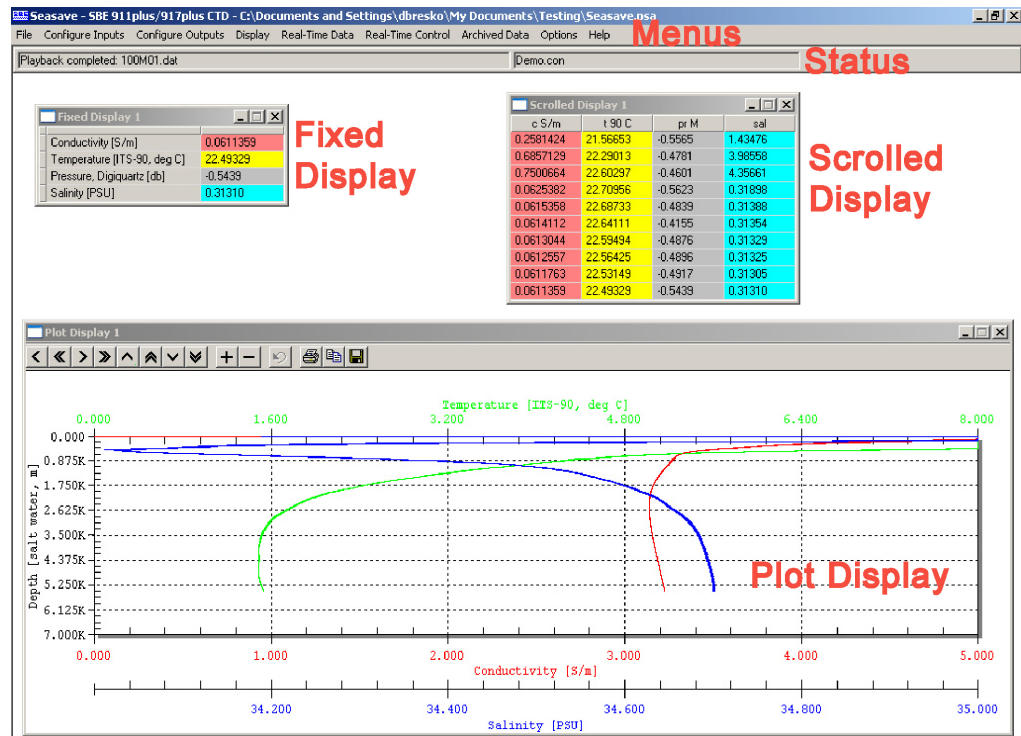 Seasave - SBE 911plus/917plus CTD - C:\Documents and Settings\dbresko\My Documents\Testing\Seasave.psa
File Configure Inputs Configure Outputs Display Real-Time Data Real-Time Control Archived Data Options Help
Menus
Playback completed: 100M01.dat Demo.con
Status
Fixed Display 1
Conductivity [S/m] 0.0611359
Temperature [ITS-90, deg C] 22.49329
Pressure, Digiquartz [db] -0.5439
Salinity [PSU] 0.31310
Fixed
Display
Scrolled Display 1
c S/m t 90 C pr M sal
0.2581424 21.56653 -0.5565 1.43476
0.6857129 22.29013 -0.4781 3.98558
0.7500664 22.60297 -0.4601 4.35661
0.0625382 22.70956 -0.5623 0.31898
0.0615358 22.68733 -0.4839 0.31388
0.0614112 22.64111 -0.4155 0.31354
0.0613044 22.59494 -0.4876 0.31329
0.0612557 22.56425 -0.4896 0.31325
0.0611763 22.53149 -0.4917 0.31305
0.0611359 22.49329 -0.5439 0.31310
Scrolled
Display
Plot Display 1
Temperature [ITS-90, deg C]
0.000 1.600 3.200 4.800 6.400 8.000
Depth [salt water, m]
0.000
0.875K
1.750K
2.625K
3.500K
4.375K
5.250K
6.125K
7.000K
Plot Display
0.000 1.000 2.000 3.000 4.000 5.000
Conductivity [S/m]
34.200 34.400 34.600 34.800 35.000
Salinity [PSU]